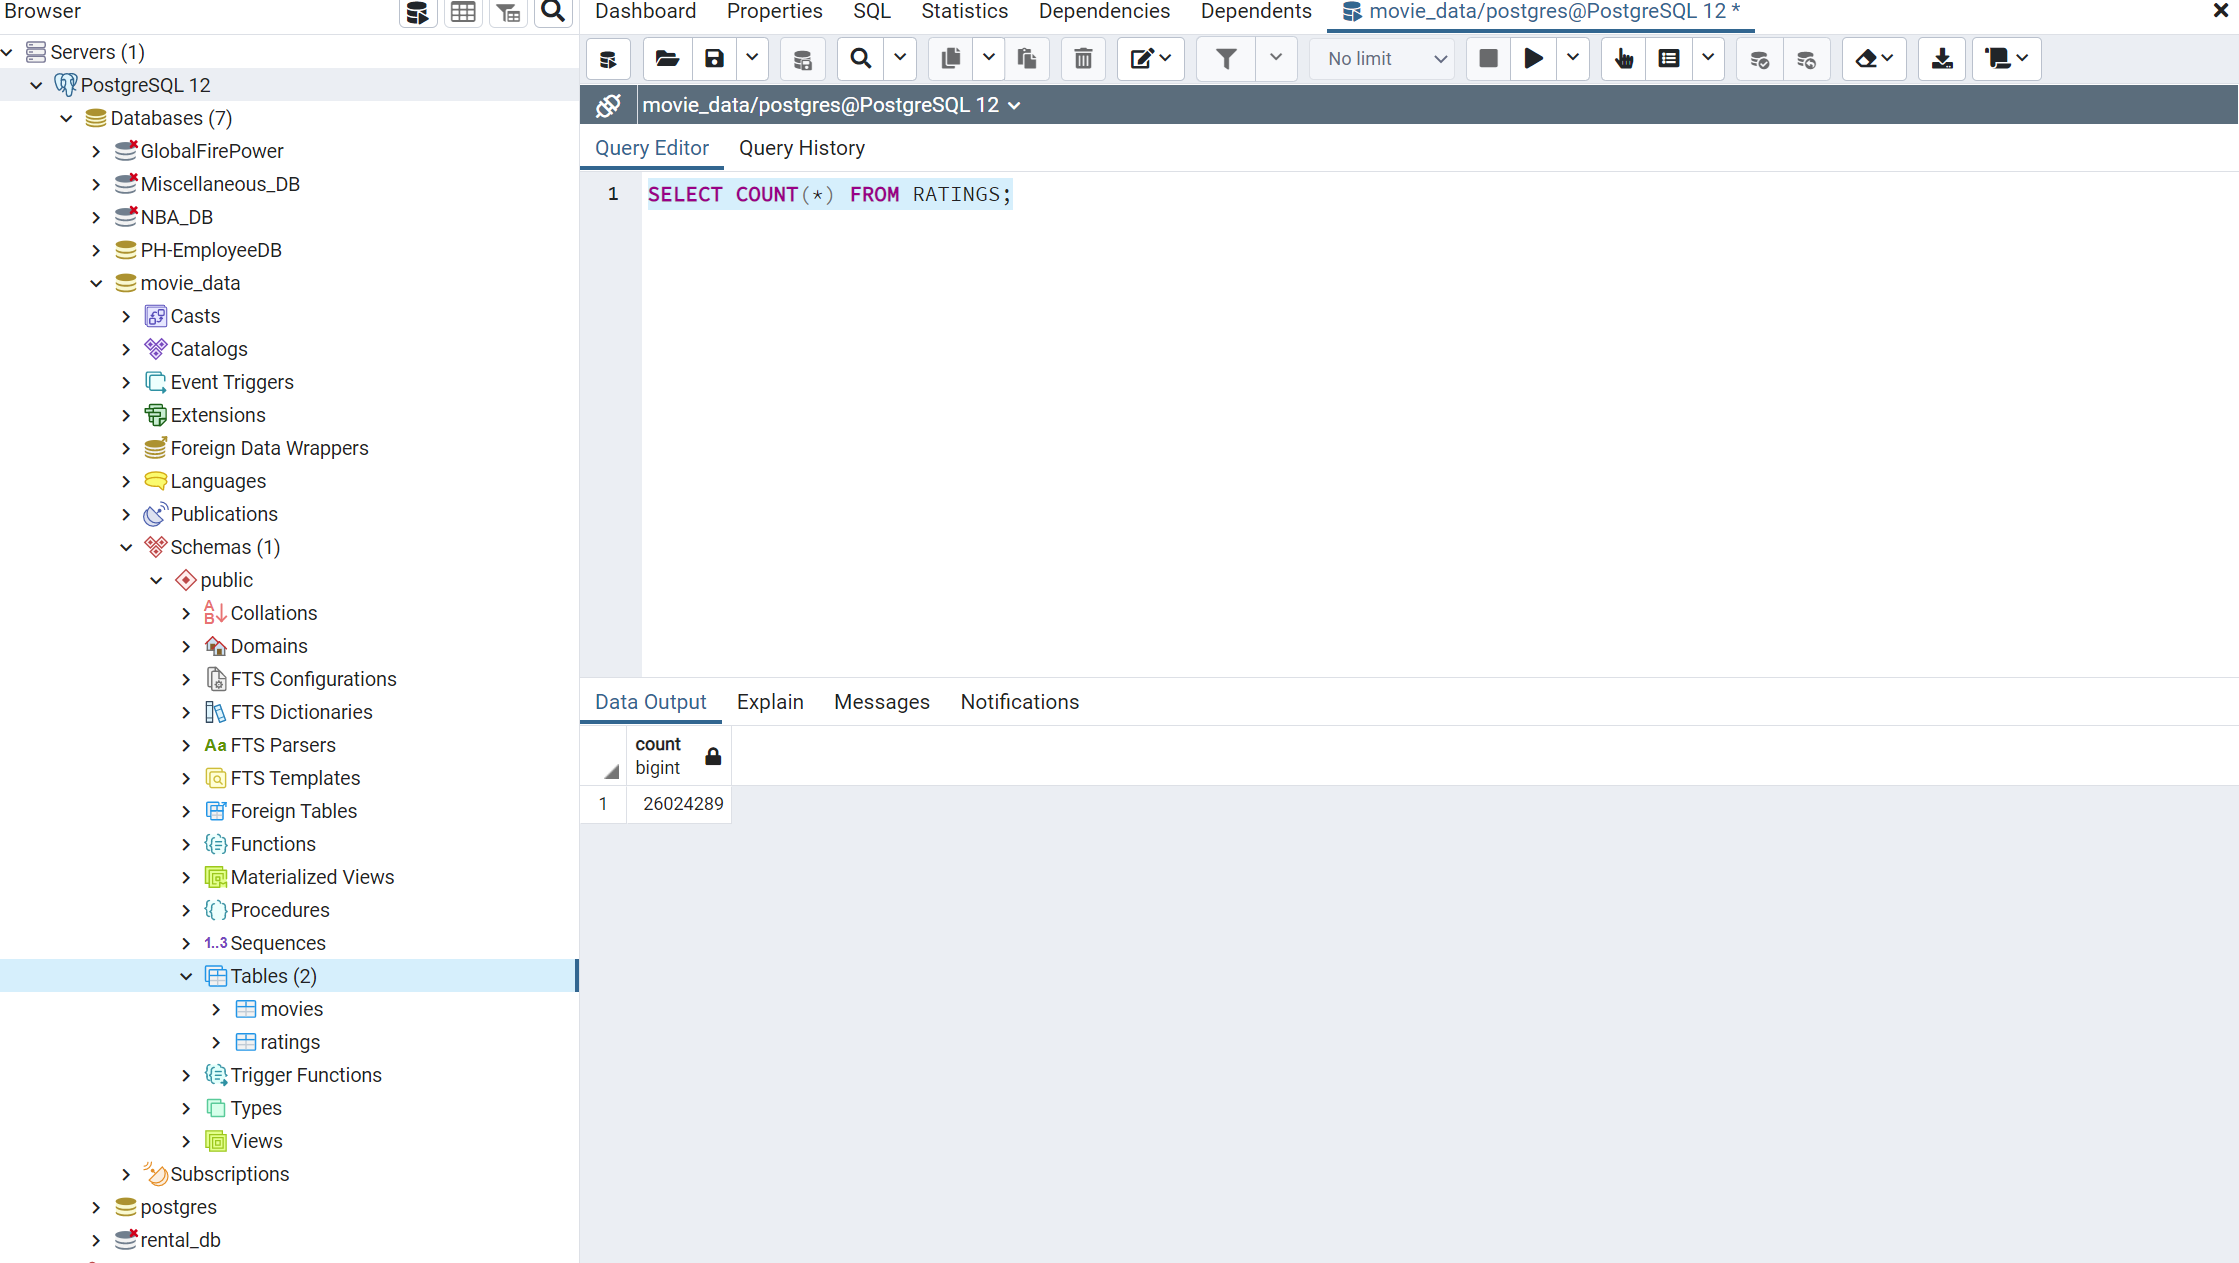 Browser
Dashboard Properties SQL Statistics Dependencies Dependents movie_data/postgres@PostgreSQL 12 *
Servers (1)
PostgreSQL 12
Databases (7)
GlobalFirePower
Miscellaneous_DB
NBA_DB
PH-EmployeeDB
movie_data
Casts
Catalogs
Event Triggers
Extensions
Foreign Data Wrappers
Languages
Publications
Schemas (1)
public
Collations
Domains
FTS Configurations
FTS Dictionaries
Aa FTS Parsers
FTS Templates
Foreign Tables
Functions
Materialized Views
Procedures
1..3 Sequences
Tables (2)
movies
ratings
Trigger Functions
Types
Views
Subscriptions
postgres
rental_db
No limit
movie_data/postgres@PostgreSQL 12
Query Editor Query History
1 SELECT COUNT(*) FROM RATINGS;
Data Output Explain Messages Notifications
count
bigint
1 26024289